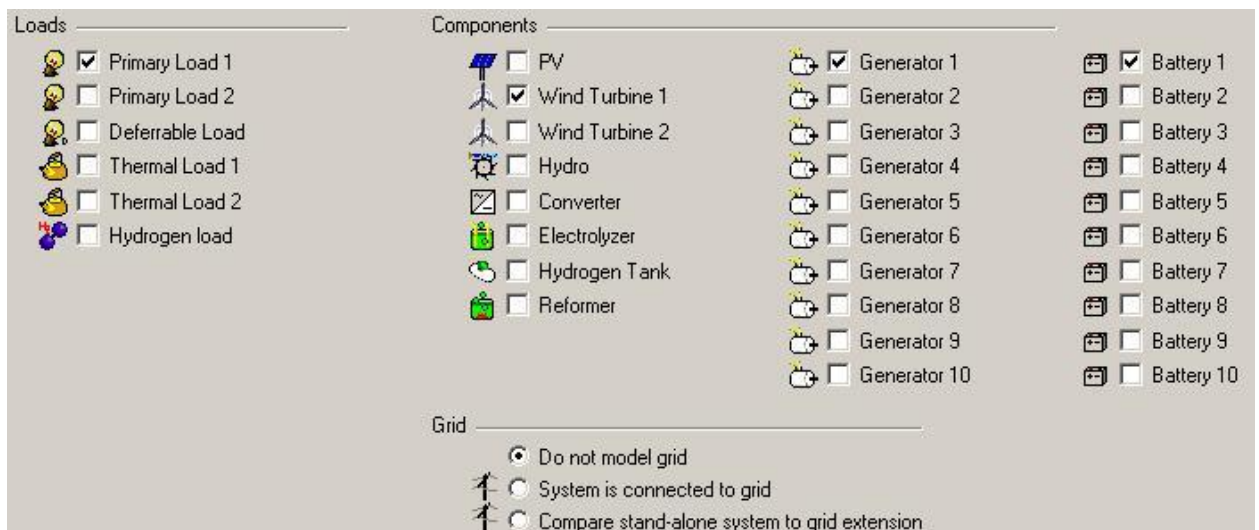 Loads
Primary Load 1
Primary Load 2
Deferrable Load
Thermal Load 1
Thermal Load 2
Hydrogen load
Components
PV
Wind Turbine 1
Wind Turbine 2
Hydro
Converter
Electrolyzer
Hydrogen Tank
Reformer
Generator 1
Generator 2
Generator 3
Generator 4
Generator 5
Generator 6
Generator 7
Generator 8
Generator 9
Generator 10
Battery 1
Battery 2
Battery 3
Battery 4
Battery 5
Battery 6
Battery 7
Battery 8
Battery 9
Battery 10
Grid
Do not model grid
System is connected to grid
Compare stand-alone system to grid extension